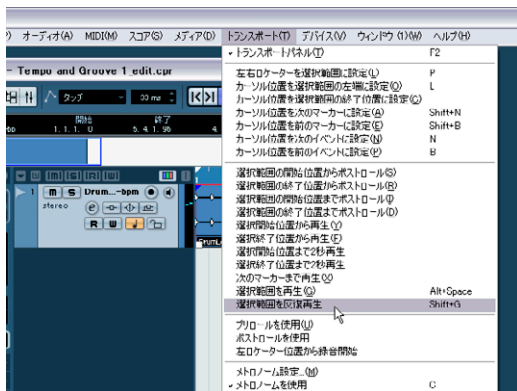 オーディオ(A) MIDI(M) スコア(S) メディア(D) トランスポート(T) デバイス(V) ウィンドウ(1)(W) ヘルプ(H)
トランスポートパネル(T) F2
- Tempo and Groove 1_edit.cpr
左右ロケーターを選択範囲に設定(L) P
カーソル位置を選択範囲の左端に設定(O) L
カーソル位置を選択範囲の終了位置に設定(C)
カーソル位置を次のマーカーに設定(A) Shift+N
カーソル位置を前のマーカーに設定(E) Shift+B
カーソル位置を次のイベントに設定(N) N
カーソル位置を前のイベントに設定 B
タップ 30 ms
開始 終了
1. 1. 1. 0 5. 4. 1. 96 4
選択範囲の開始位置からポストロール(S)
選択範囲の終了位置からポストロール(R)
選択範囲の開始位置までポストロール
選択範囲の終了位置までポストロール(D)
選択開始位置から再生(Y)
選択終了位置から再生(F)
選択開始位置まで2秒再生
選択終了位置まで2秒再生
次のマーカーまで再生(X)
選択範囲を再生(G) Alt+Space
選択範囲を反復再生 Shift+G
プリロールを使用(U)
ポストロールを使用
左ロケーター位置から録音開始
メトロノーム設定...(M)
メトロノームを使用 C
1 m S Drum...-bpm
stereo e
R W